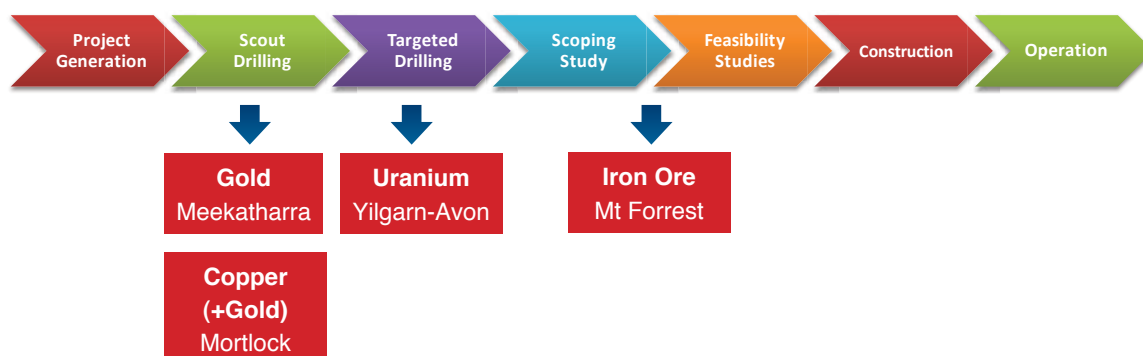 Project
Generation
Scout
Drilling
Targeted
Drilling
Scoping
Study
Feasibility
Studies
Construction
Operation
Gold
Meekatharra
Uranium
Yilgarn-Avon
Iron Ore
Mt Forrest
Copper
(+Gold)
Mortlock